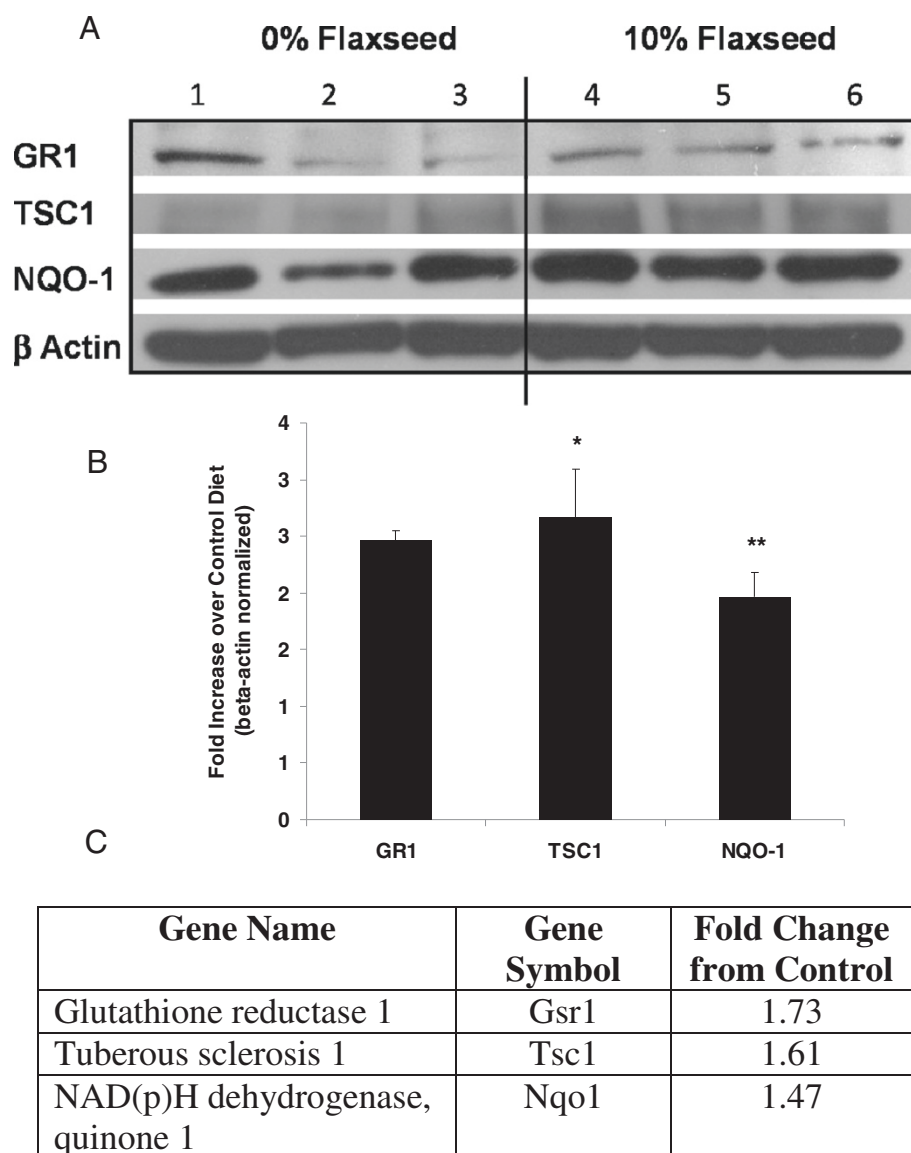 A
0% Flaxseed 10% Flaxseed
1 2 3 4 5 6
GR1
TSC1
NQO-1
β Actin
B
Fold Increase over Control Diet
(beta-actin normalized)
4
3
3
2
2
1
1
0
*
**
GR1 TSC1 NQO-1
C
Gene Name Gene Symbol Fold Change from Control
Glutathione reductase 1 Gsr1 1.73
Tuberous sclerosis 1 Tsc1 1.61
NAD(p)H dehydrogenase, Nqo1 1.47
quinone 1